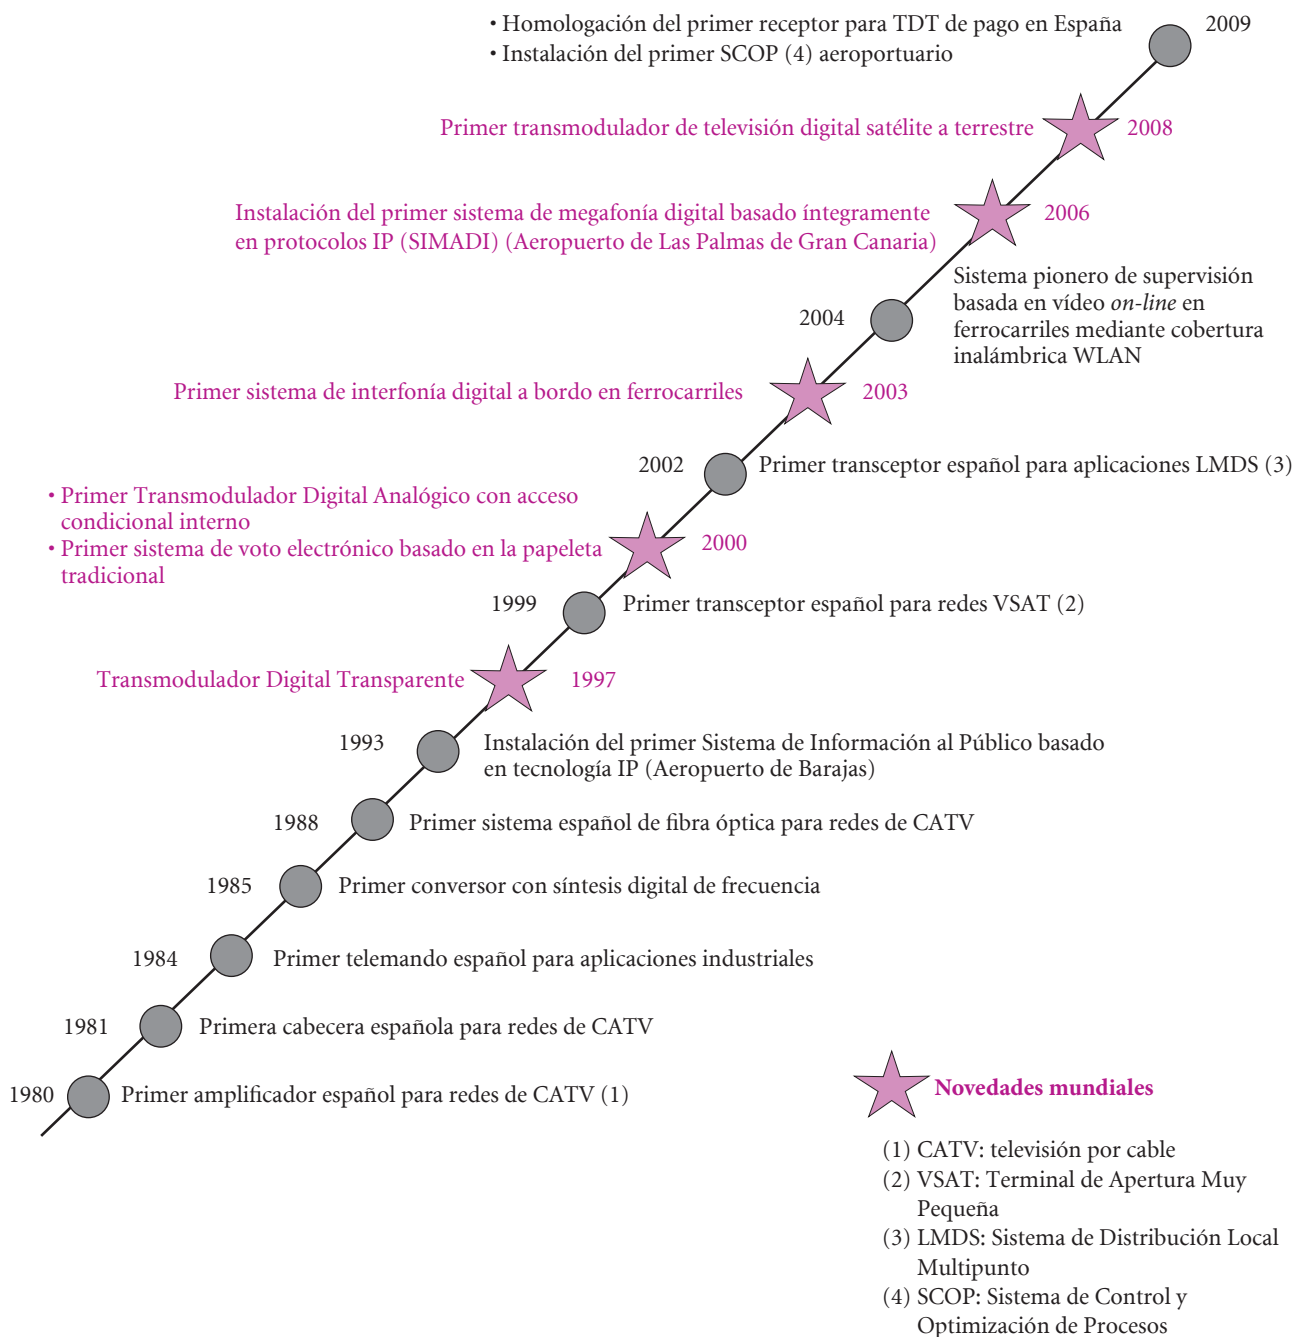 • Homologación del primer receptor para TDT de pago en España
• Instalación del primer SCOP (4) aeroportuario
2009
Primer transmodulador de televisión digital satélite a terrestre
2008
Instalación del primer sistema de megafonía digital basado íntegramente
en protocolos IP (SIMADI) (Aeropuerto de Las Palmas de Gran Canaria)
2006
Sistema pionero de supervisión
basada en vídeo on-line en
ferrocarriles mediante cobertura
inalámbrica WLAN
2004
Primer sistema de interfonía digital a bordo en ferrocarriles
2003
2002
Primer transceptor español para aplicaciones LMDS (3)
• Primer Transmodulador Digital Analógico con acceso
condicional interno
• Primer sistema de voto electrónico basado en la papeleta
tradicional
2000
1999
Primer transceptor español para redes VSAT (2)
Transmodulador Digital Transparente
1997
1993
Instalación del primer Sistema de Información al Público basado
en tecnología IP (Aeropuerto de Barajas)
1988
Primer sistema español de fibra óptica para redes de CATV
1985
Primer conversor con síntesis digital de frecuencia
1984
Primer telemando español para aplicaciones industriales
1981
Primera cabecera española para redes de CATV
1980
Primer amplificador español para redes de CATV (1)
Novedades mundiales
(1) CATV: televisión por cable
(2) VSAT: Terminal de Apertura Muy
Pequeña
(3) LMDS: Sistema de Distribución Local
Multipunto
(4) SCOP: Sistema de Control y
Optimización de Procesos